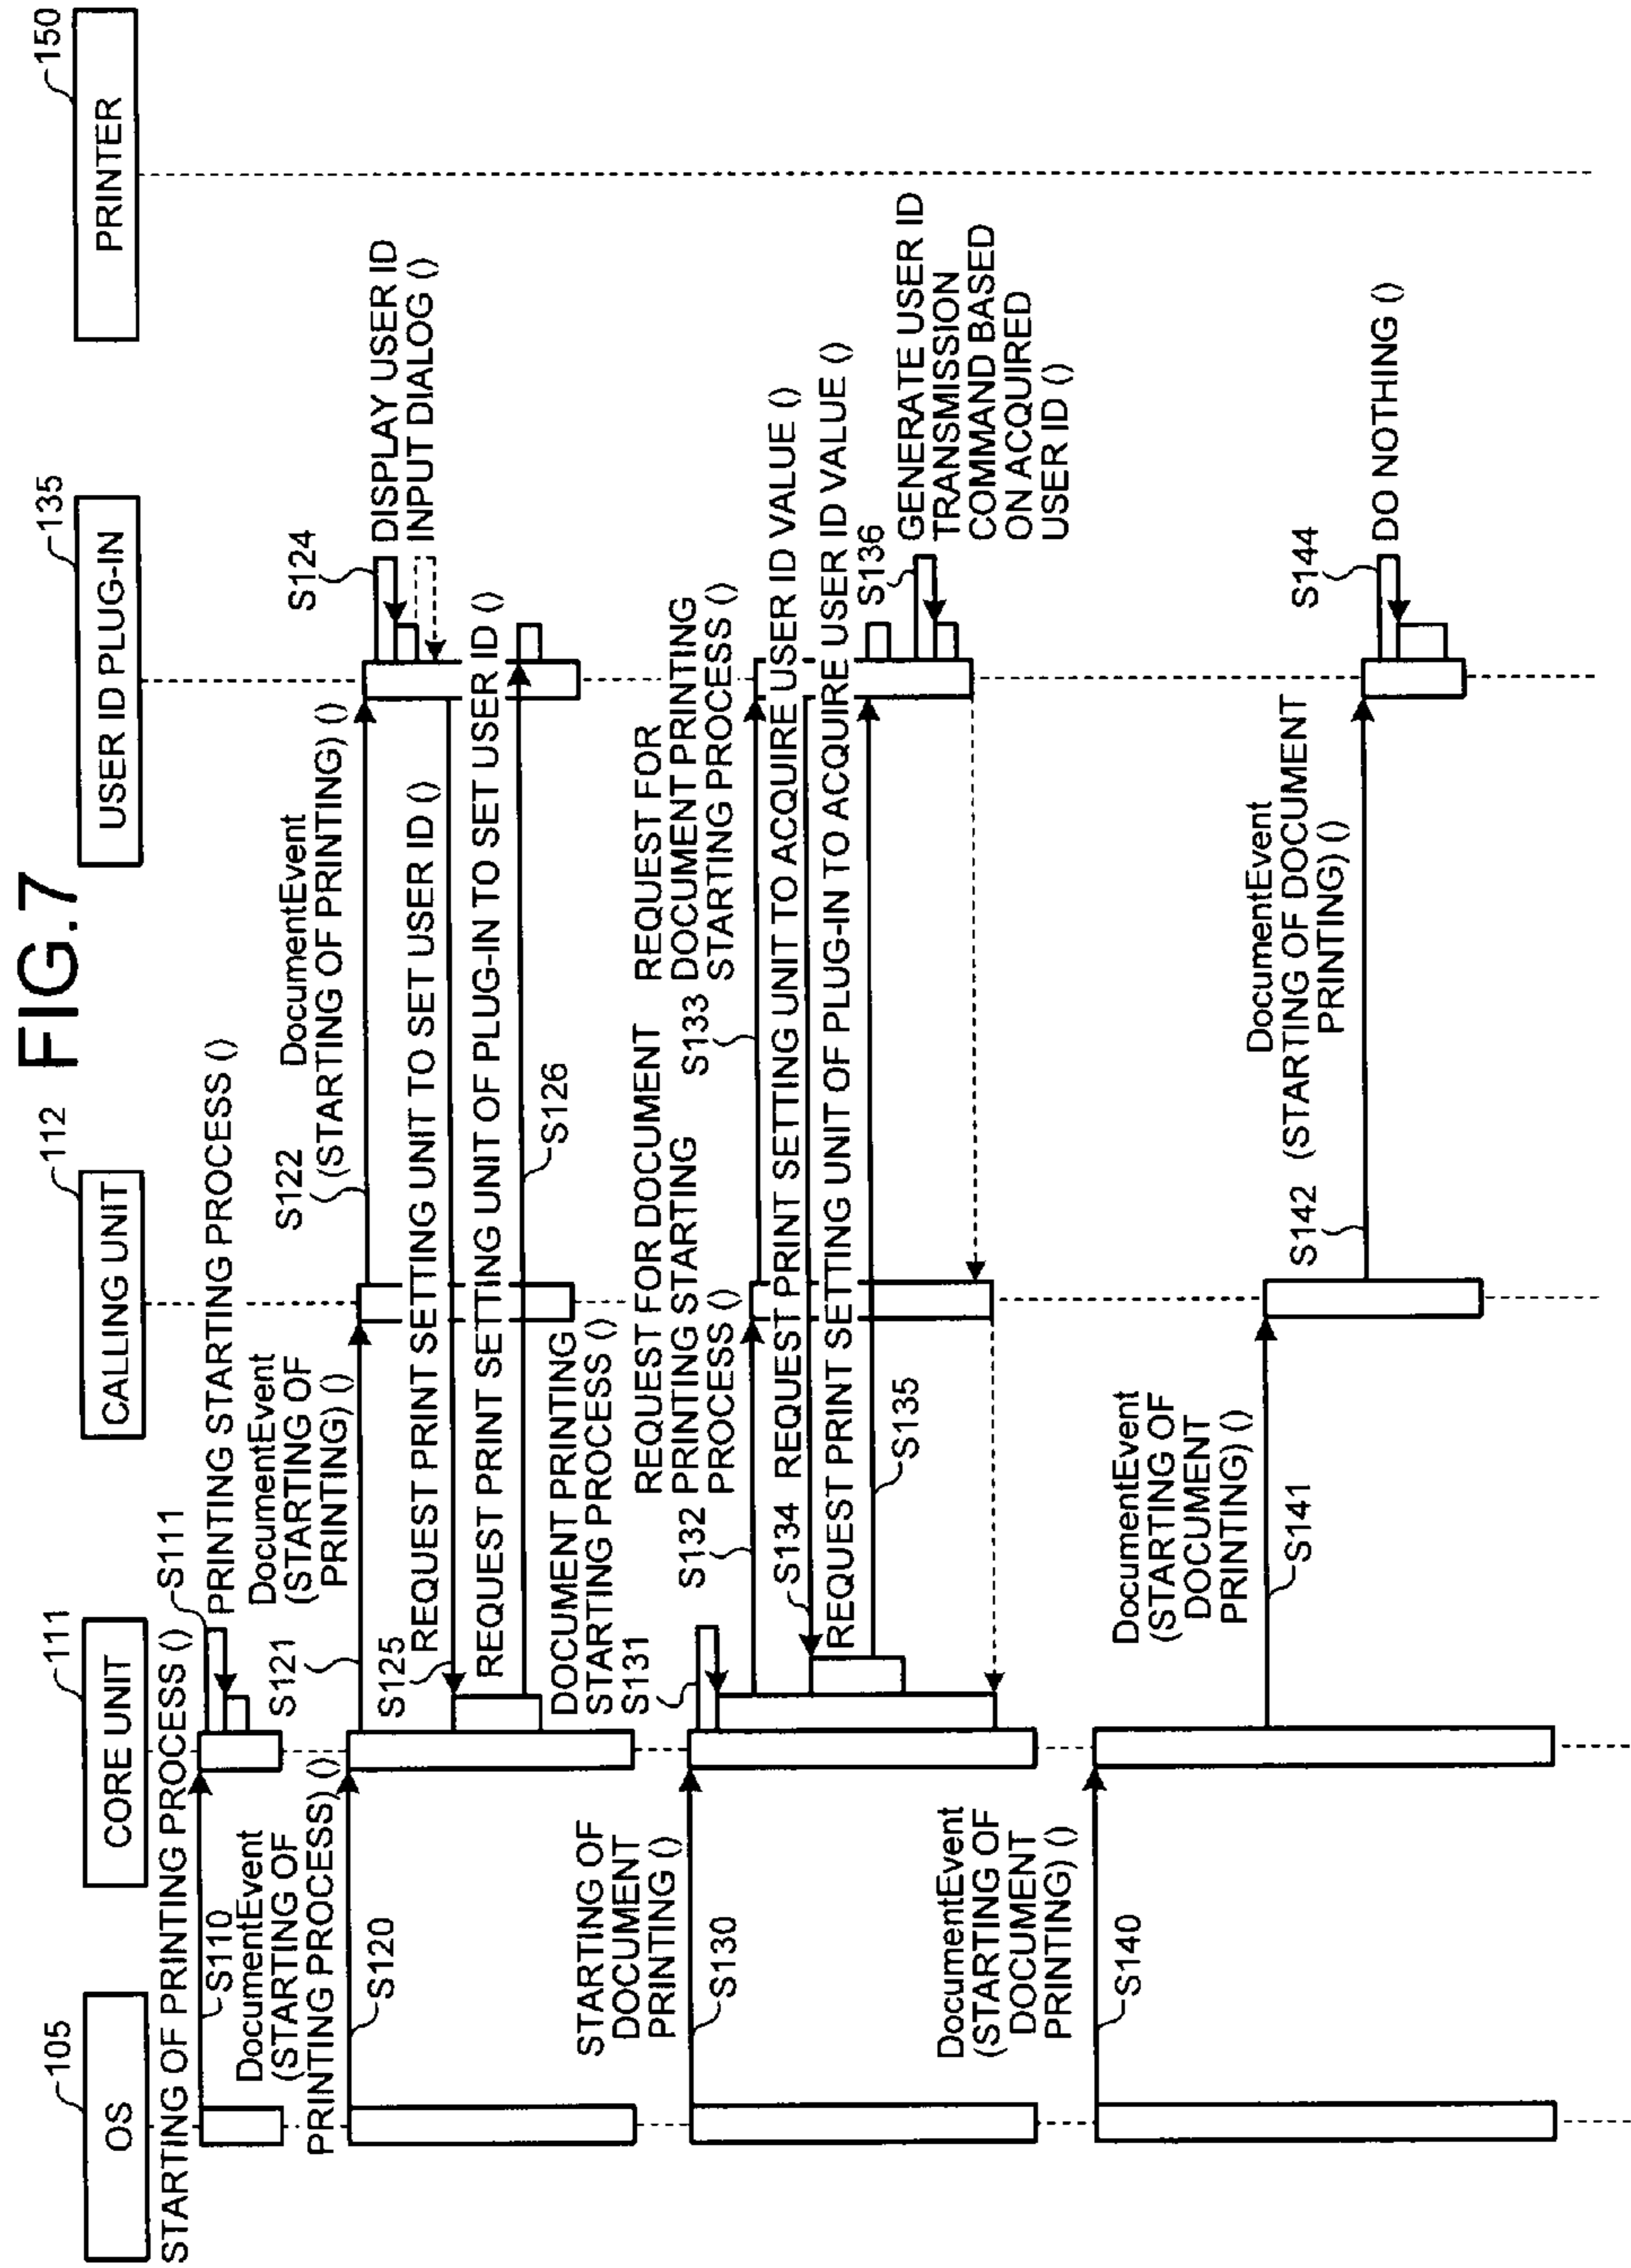 FIG.7
OS
105
CORE UNIT
111
CALLING UNIT
112
USER ID PLUG-IN
135
PRINTER
150
STARTING OF PRINTING PROCESS ()
S110
S111
PRINTING STARTING PROCESS ()
DocumentEvent
(STARTING OF
PRINTING PROCESS) ()
S120
S121
DocumentEvent
(STARTING OF
PRINTING) ()
S122
DocumentEvent
(STARTING OF PRINTING) ()
S124
DISPLAY USER ID
INPUT DIALOG ()
S125
REQUEST PRINT SETTING UNIT TO SET USER ID ()
REQUEST PRINT SETTING UNIT OF PLUG-IN TO SET USER ID ()
S126
STARTING OF
DOCUMENT
PRINTING ()
S130
DOCUMENT PRINTING
STARTING PROCESS ()
S131
S132
REQUEST FOR DOCUMENT
PRINTING STARTING
PROCESS ()
S133
REQUEST FOR
DOCUMENT PRINTING
STARTING PROCESS ()
S134
REQUEST PRINT SETTING UNIT TO ACQUIRE USER ID VALUE ()
REQUEST PRINT SETTING UNIT OF PLUG-IN TO ACQUIRE USER ID VALUE ()
S135
S136
GENERATE USER ID
TRANSMISSION
COMMAND BASED
ON ACQUIRED
USER ID ()
DocumentEvent
(STARTING OF
DOCUMENT
PRINTING) ()
S140
DocumentEvent
(STARTING OF
DOCUMENT
PRINTING) ()
S141
S142
DocumentEvent
(STARTING OF DOCUMENT
PRINTING) ()
S144
DO NOTHING ()